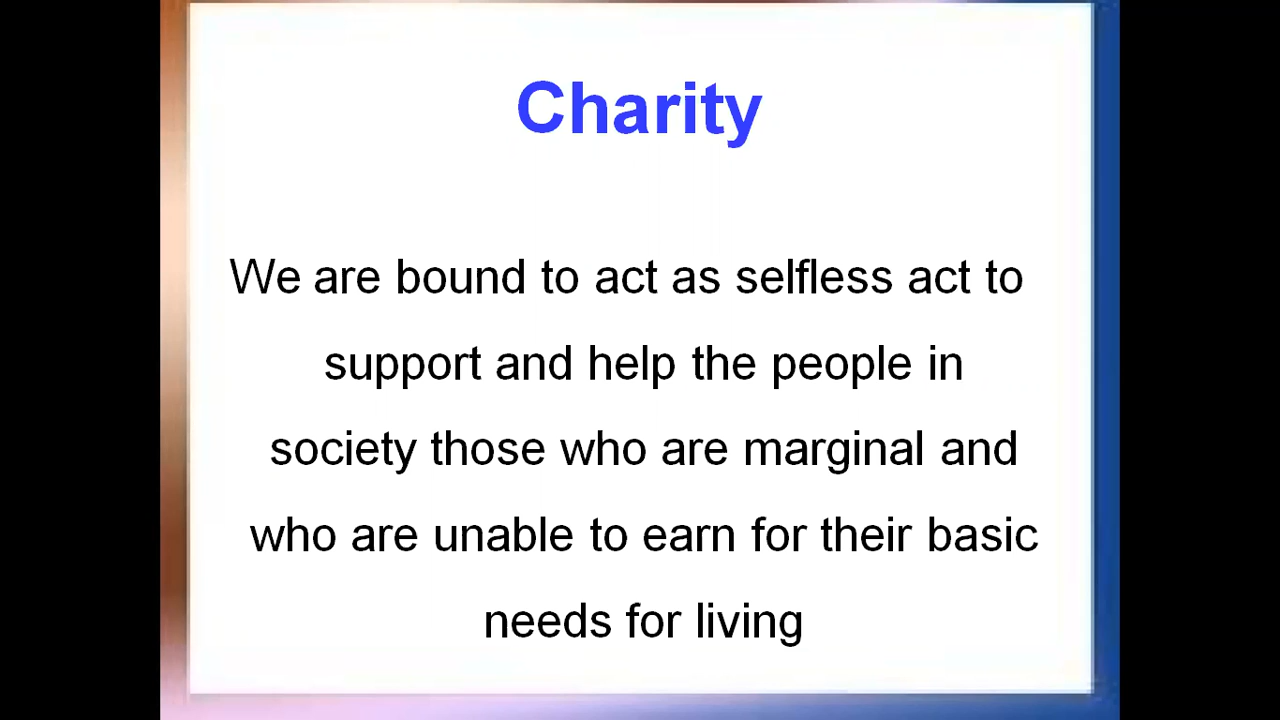 Charity
We are bound to act as selfless act to
support and help the people in
society those who are marginal and
who are unable to earn for their basic
needs for living